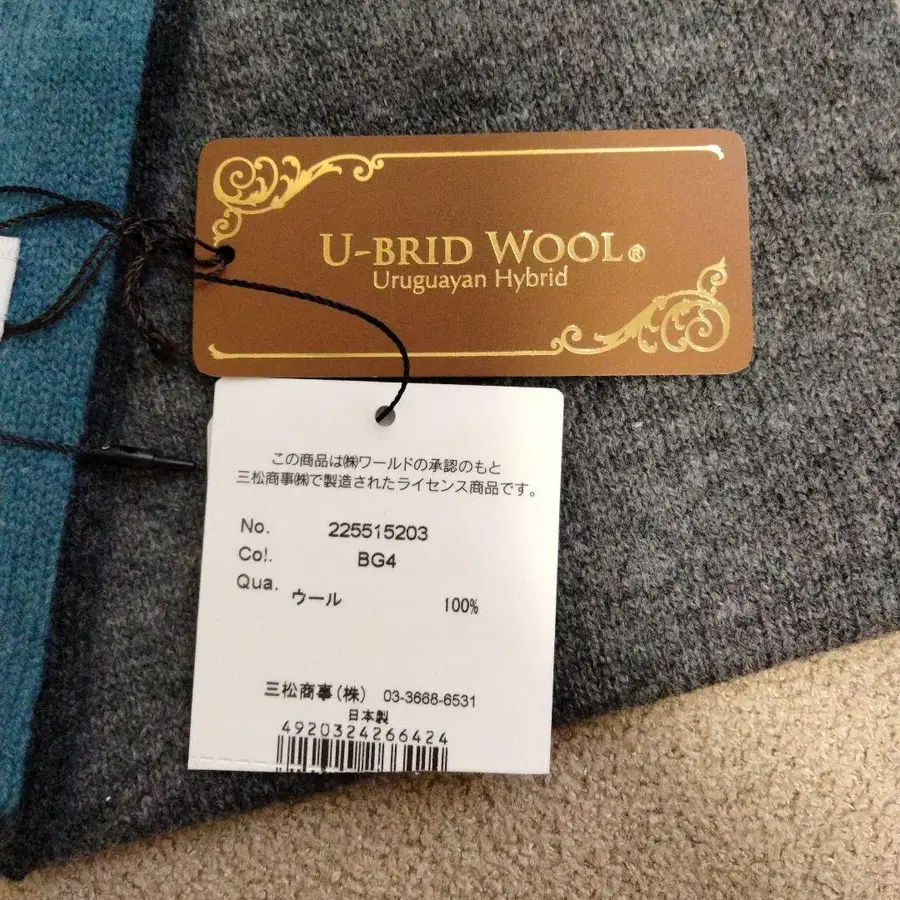 U-BRID WOOL®
Uruguayan Hybrid
この商品は㈱ワールドの承認のもと
三松商事㈱で製造されたライセンス商品です。
No. 225515203
Col. BG4
Qua.
ウール 100%
三松商事(株) 03-3668-6531
日本製
4920324266424